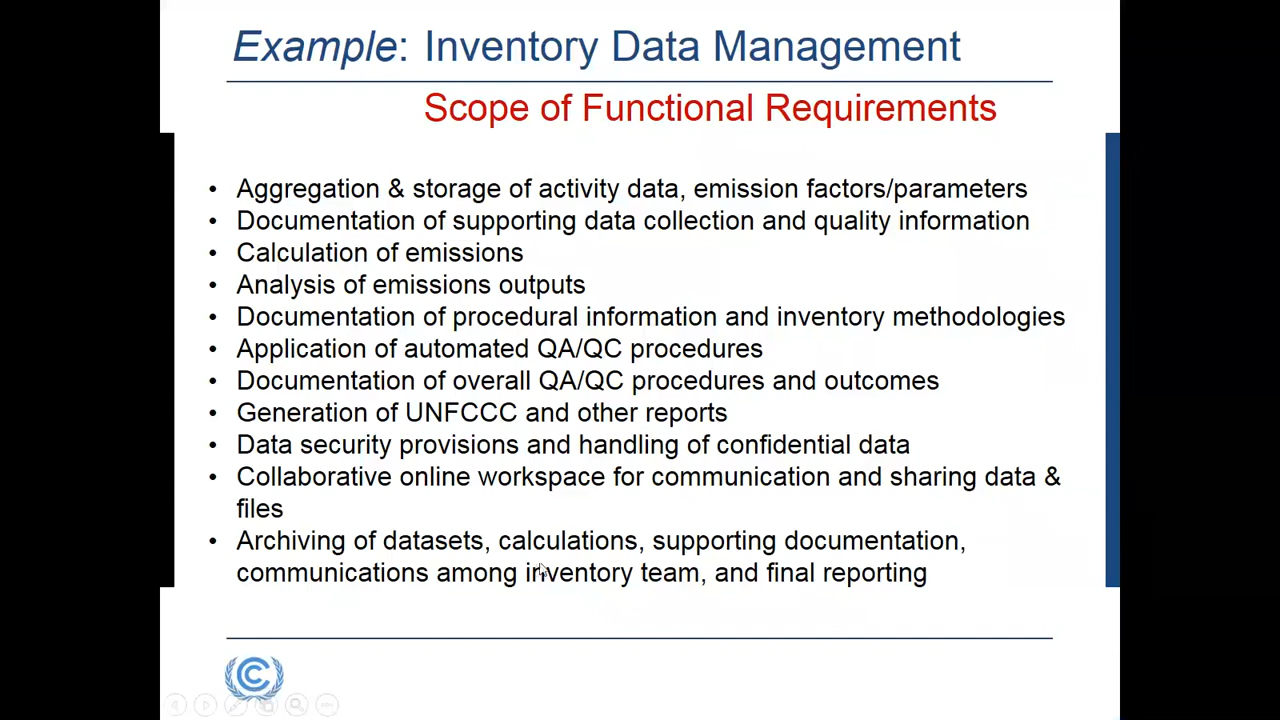 Example: Inventory Data Management
Scope of Functional Requirements
• Aggregation & storage of activity data, emission factors/parameters
• Documentation of supporting data collection and quality information
• Calculation of emissions
• Analysis of emissions outputs
• Documentation of procedural information and inventory methodologies
• Application of automated QA/QC procedures
• Documentation of overall QA/QC procedures and outcomes
• Generation of UNFCCC and other reports
• Data security provisions and handling of confidential data
• Collaborative online workspace for communication and sharing data &
files
• Archiving of datasets, calculations, supporting documentation,
communications among inventory team, and final reporting